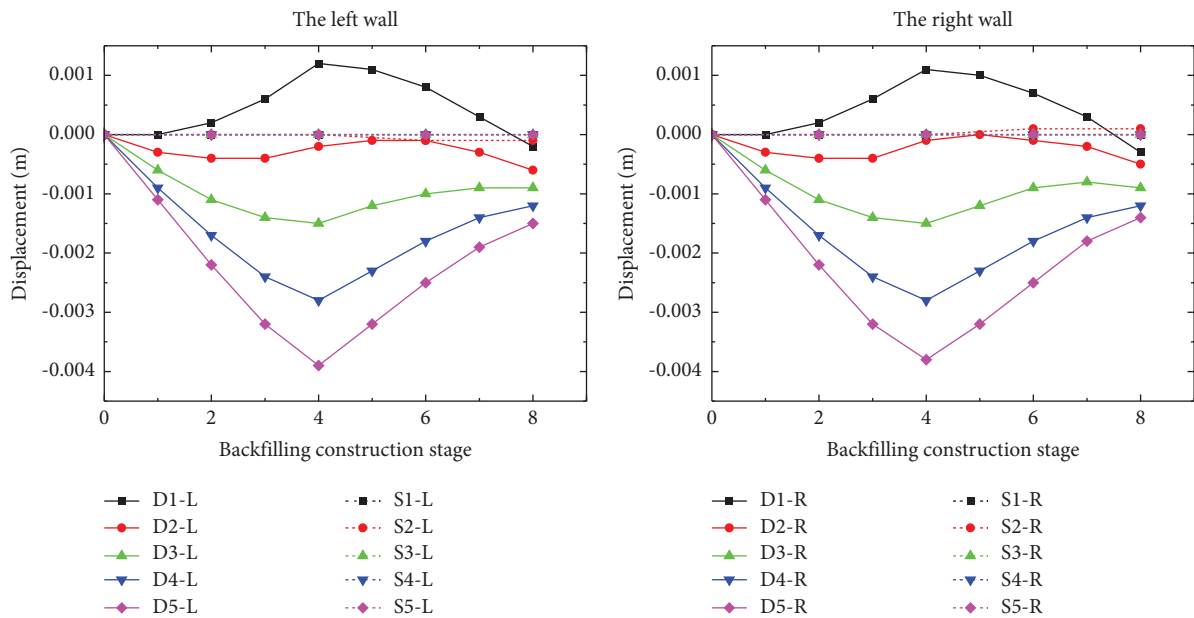 The left wall
0.001
0.000
-0.001
-0.002
-0.003
-0.004
Displacement (m)
0 2 4 6 8
Backfilling construction stage
D1-L S1-L
D2-L S2-L
D3-L S3-L
D4-L S4-L
D5-L S5-L
The right wall
0.001
0.000
-0.001
-0.002
-0.003
-0.004
Displacement (m)
0 2 4 6 8
Backfilling construction stage
D1-R S1-R
D2-R S2-R
D3-R S3-R
D4-R S4-R
D5-R S5-R